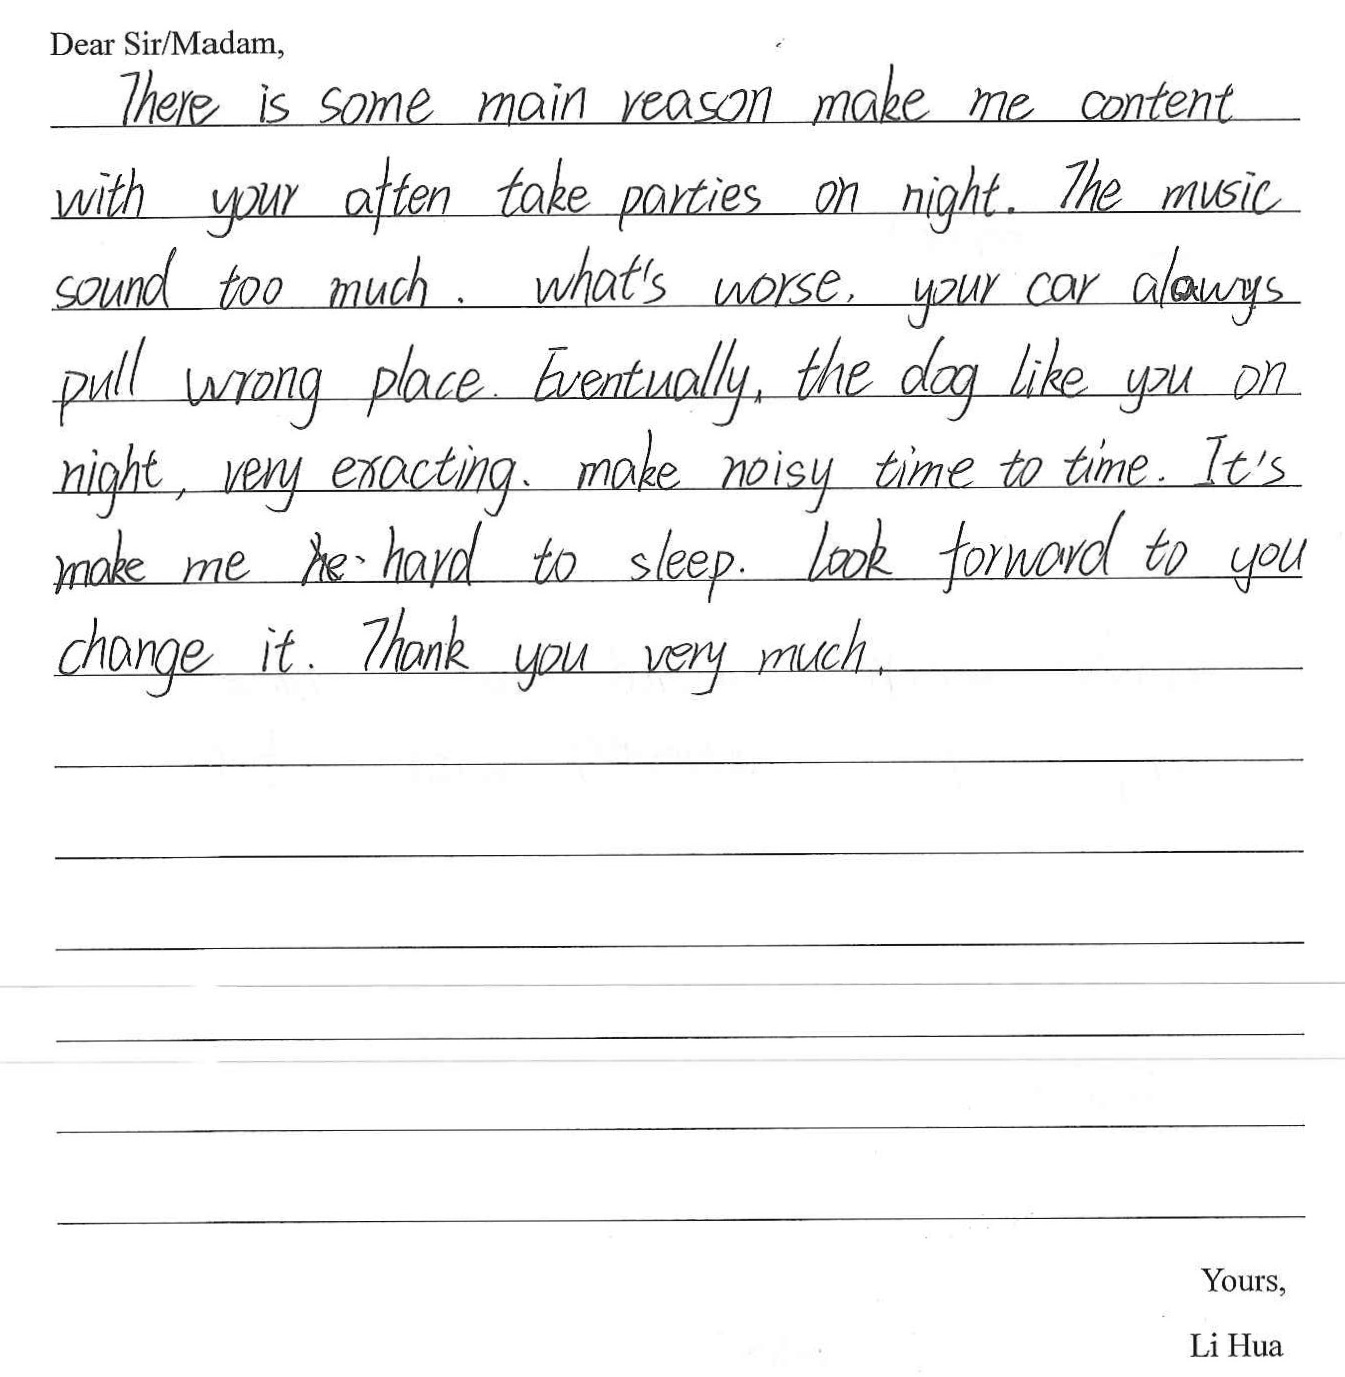 Dear Sir/Madam,
There is some main reason make me content
with your aften take parties on night. The music
sound too much. what's worse, your car alawys
pull wrong place. Eventually, the dog like you on
night, very exacting. make noisy time to time. It's
make me hard to sleep. Look forward to you
change it. Thank you very much.
Yours,
Li Hua